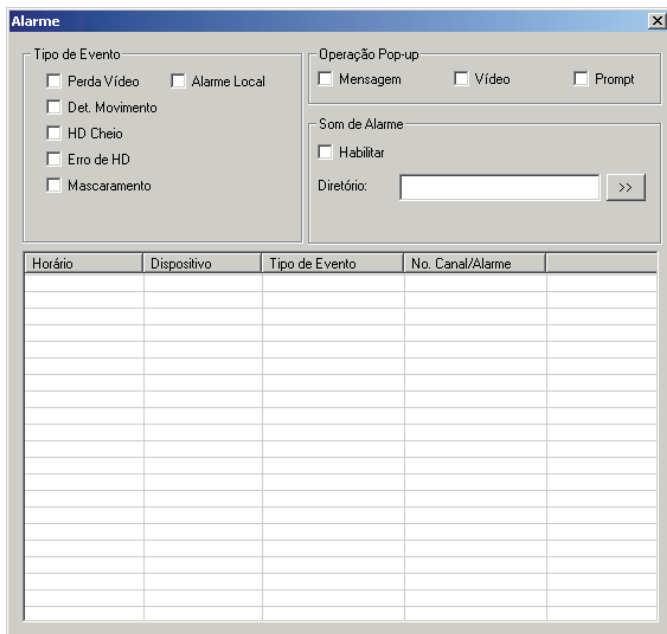 Alarme
Tipo de Evento
Perda Vídeo Alarme Local
Det. Movimento
HD Cheio
Erro de HD
Mascaramento
Operação Pop-up
Mensagem Vídeo Prompt
Som de Alarme
Habilitar
Diretório: >>
Horário Dispositivo Tipo de Evento No. Canal/Alarme